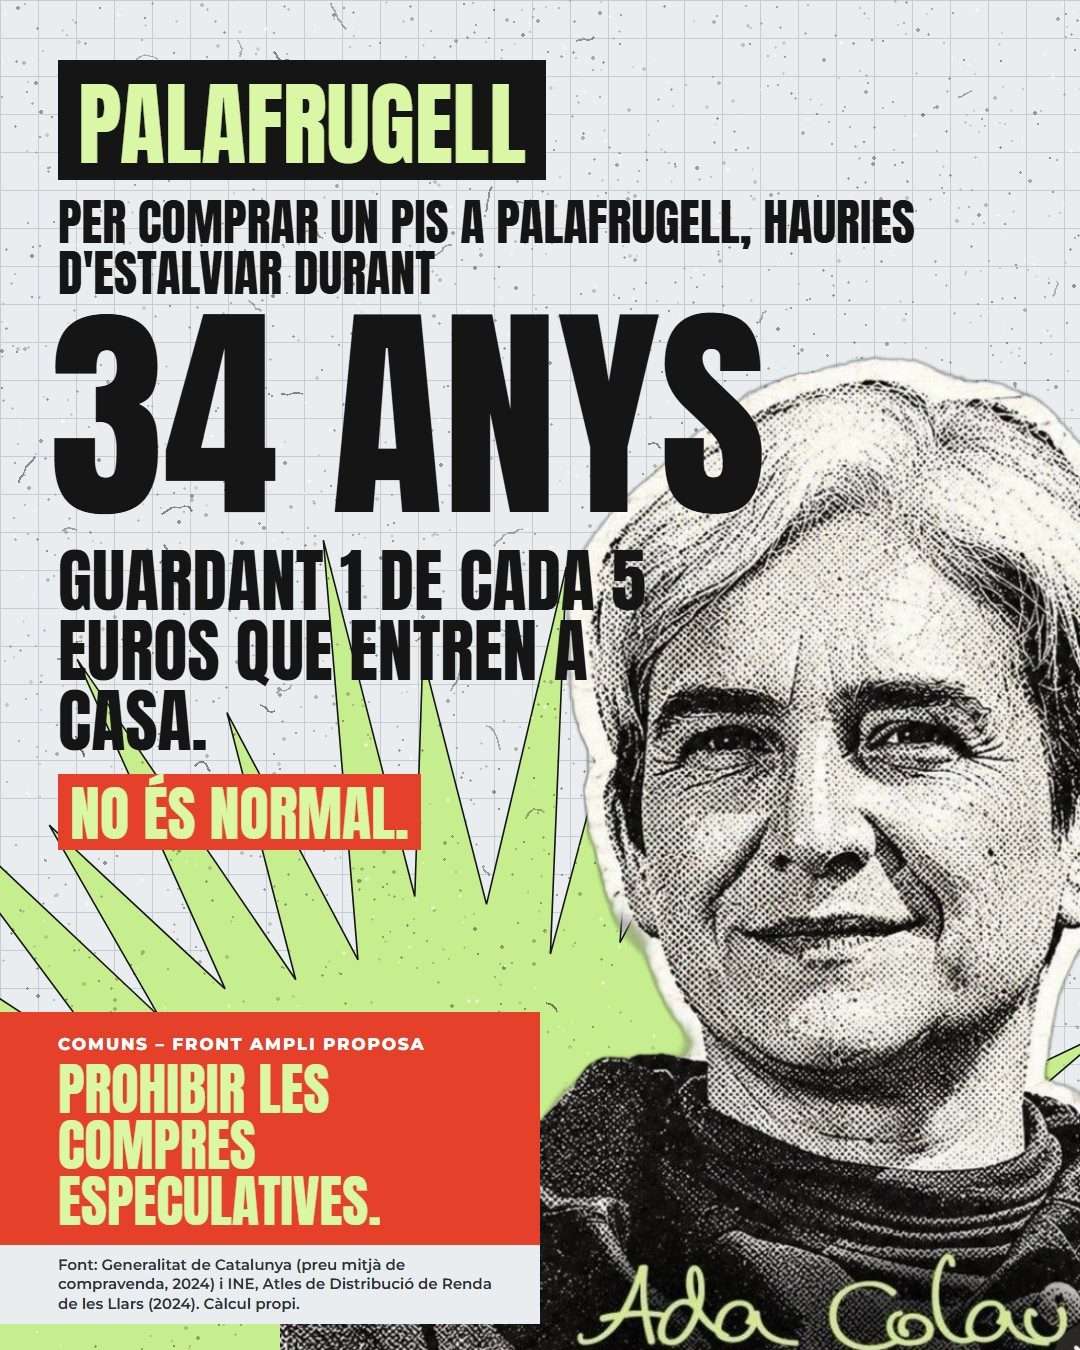 PALAFRUGELL
PER COMPRAR UN PIS A PALAFRUGELL, HAURIES
D'ESTALVIAR DURANT
34 ANYS
GUARDANT 1 DE CADA 5
EUROS QUE ENTREN A
CASA.
NO ÉS NORMAL.
COMUNS – FRONT AMPLI PROPOSA
PROHIBIR LES
COMPRES
ESPECULATIVES.
Font: Generalitat de Catalunya (preu mitjà de
compravenda, 2024) i INE, Atles de Distribució de Renda
de les Llars (2024). Càlcul propi.
Ada Colau